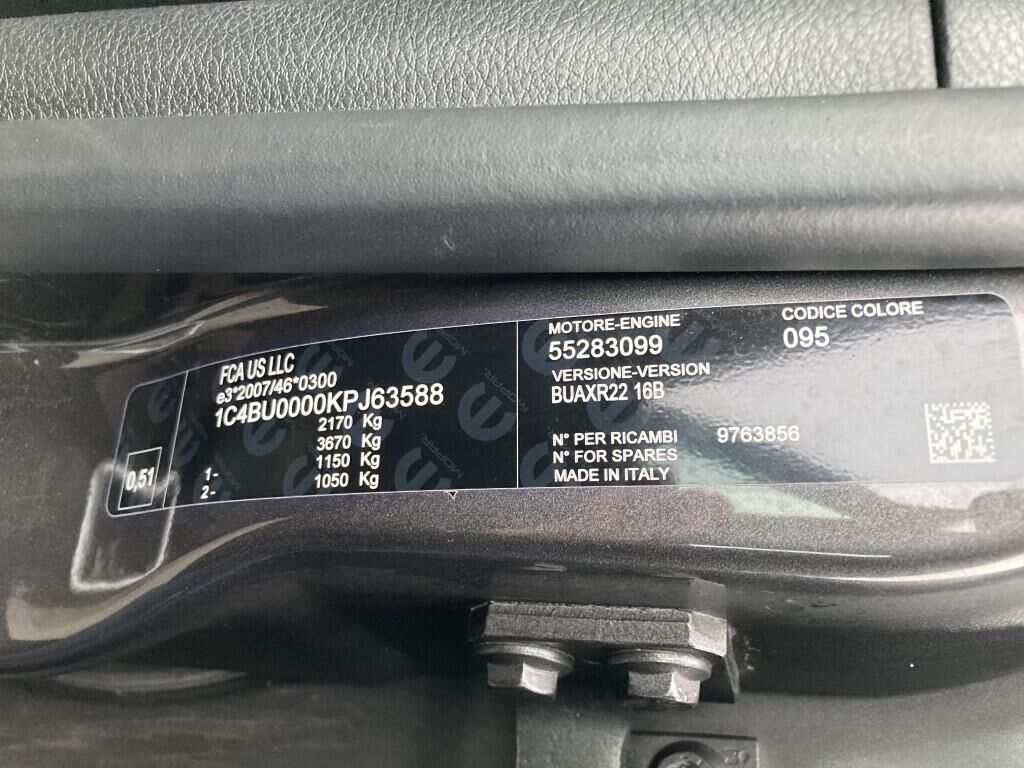 FCA US LLC
e3*2007/46*0300
1C4BU0000KPJ63588
2170 Kg
3670 Kg
1- 1150 Kg
2- 1050 Kg
0,51
MOTORE-ENGINE
55283099
CODICE COLORE
095
VERSIONE-VERSION
BUAXR22 16B
N° PER RICAMBI 9763856
N° FOR SPARES
MADE IN ITALY
MOPAR